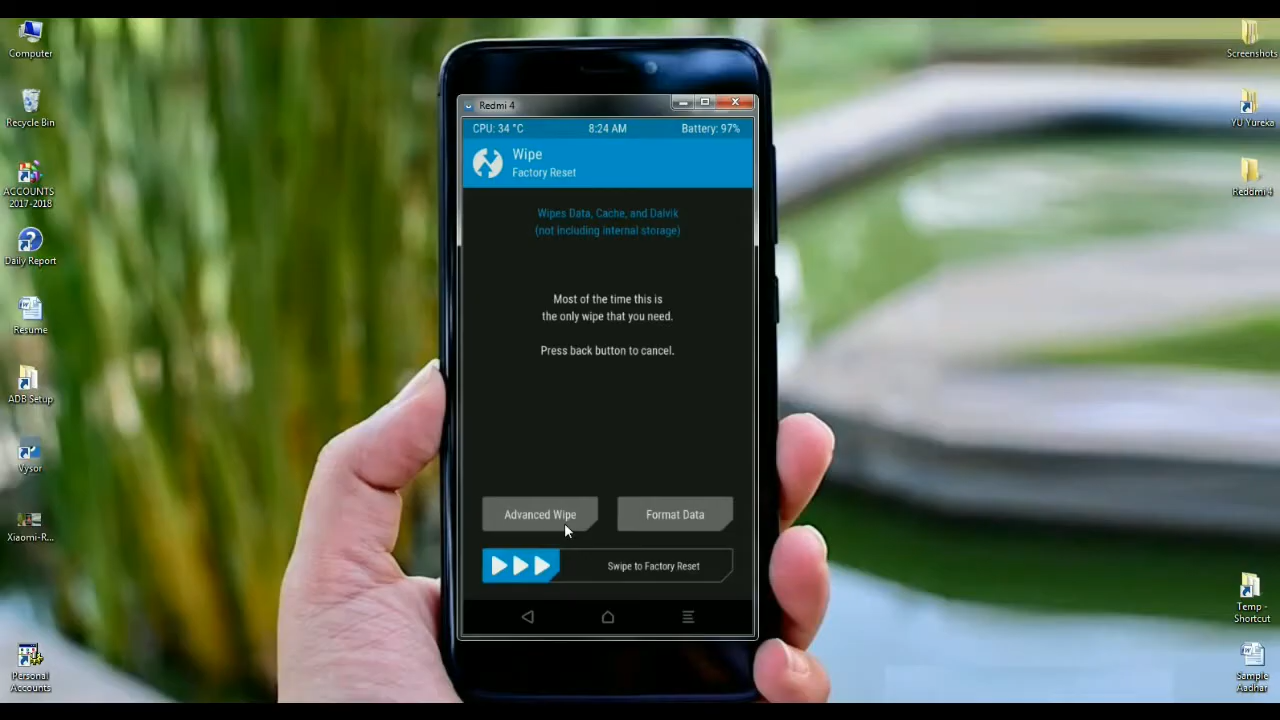 Computer
Recycle Bin
ACCOUNTS
2017-2018
Daily Report
Resume
ADB Setup
Vysor
Xiaomi-R...
Personal
Accounts
Redmi 4
CPU: 34 °C
8:24 AM
Battery: 97%
Wipe
Factory Reset
Wipes Data, Cache, and Dalvik
(not including internal storage)
Most of the time this is
the only wipe that you need.
Press back button to cancel.
Advanced Wipe
Format Data
Swipe to Factory Reset
Screenshots
YU Yureka
Reddmi 4
Temp -
Shortcut
Sample
Aadhar